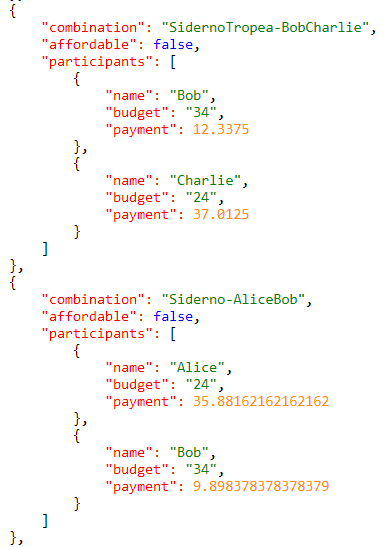 {
"combination": "SidernoTropea-BobCharlie",
"affordable": false,
"participants": [
{
"name": "Bob",
"budget": "34",
"payment": 12.3375
},
{
"name": "Charlie",
"budget": "24",
"payment": 37.0125
}
]
},
{
"combination": "Siderno-AliceBob",
"affordable": false,
"participants": [
{
"name": "Alice",
"budget": "24",
"payment": 35.88162162162162
},
{
"name": "Bob",
"budget": "34",
"payment": 9.898378378378379
}
]
},